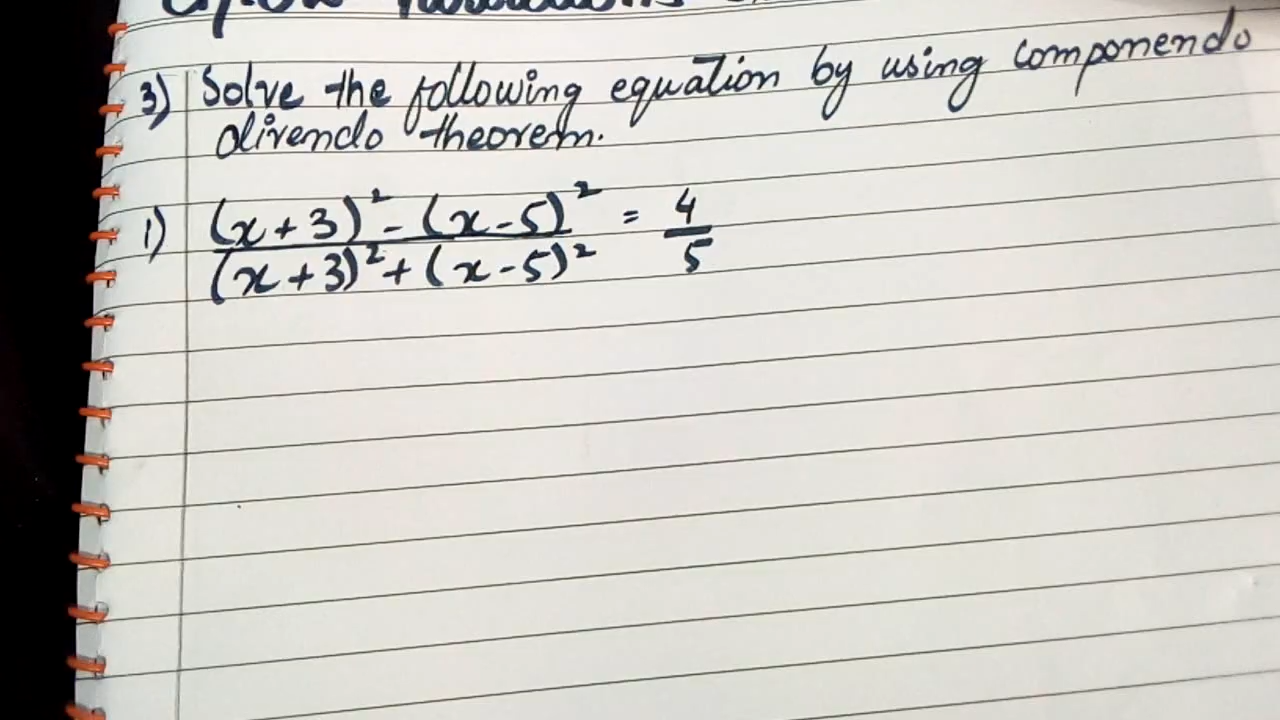 3) Solve the following equation by using componendo
divendo theorem.
1) (x+3)² - (x-5)² = 4
(x+3)² + (x-5)² 5